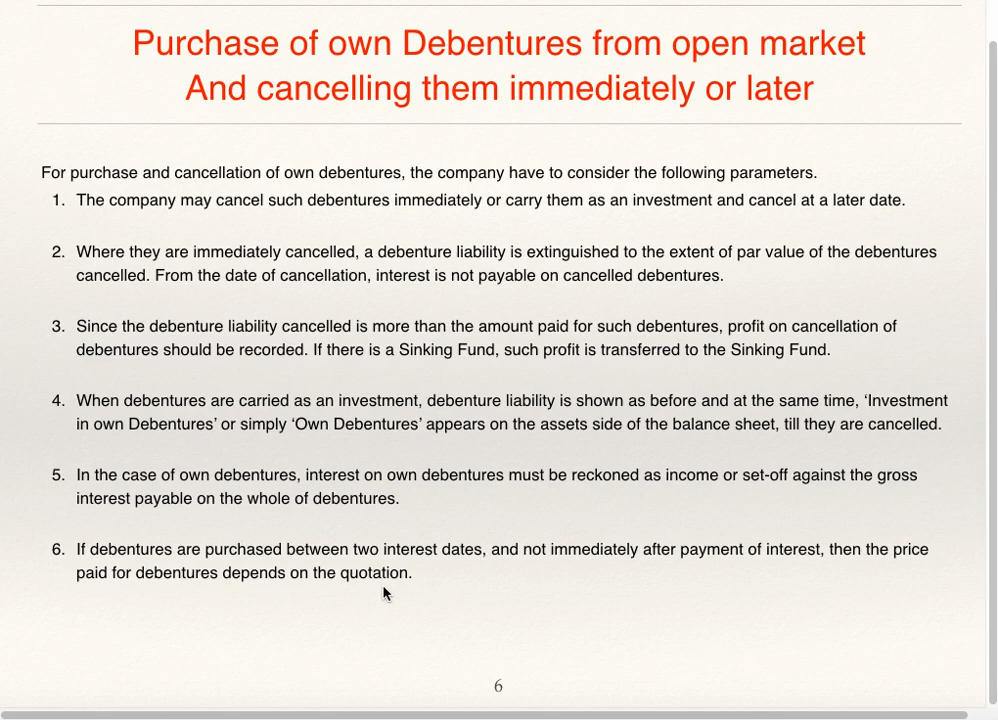 Purchase of own Debentures from open market
And cancelling them immediately or later
For purchase and cancellation of own debentures, the company have to consider the following parameters.
1. The company may cancel such debentures immediately or carry them as an investment and cancel at a later date.
2. Where they are immediately cancelled, a debenture liability is extinguished to the extent of par value of the debentures
cancelled. From the date of cancellation, interest is not payable on cancelled debentures.
3. Since the debenture liability cancelled is more than the amount paid for such debentures, profit on cancellation of
debentures should be recorded. If there is a Sinking Fund, such profit is transferred to the Sinking Fund.
4. When debentures are carried as an investment, debenture liability is shown as before and at the same time, ‘Investment
in own Debentures’ or simply ‘Own Debentures’ appears on the assets side of the balance sheet, till they are cancelled.
5. In the case of own debentures, interest on own debentures must be reckoned as income or set-off against the gross
interest payable on the whole of debentures.
6. If debentures are purchased between two interest dates, and not immediately after payment of interest, then the price
paid for debentures depends on the quotation.
6